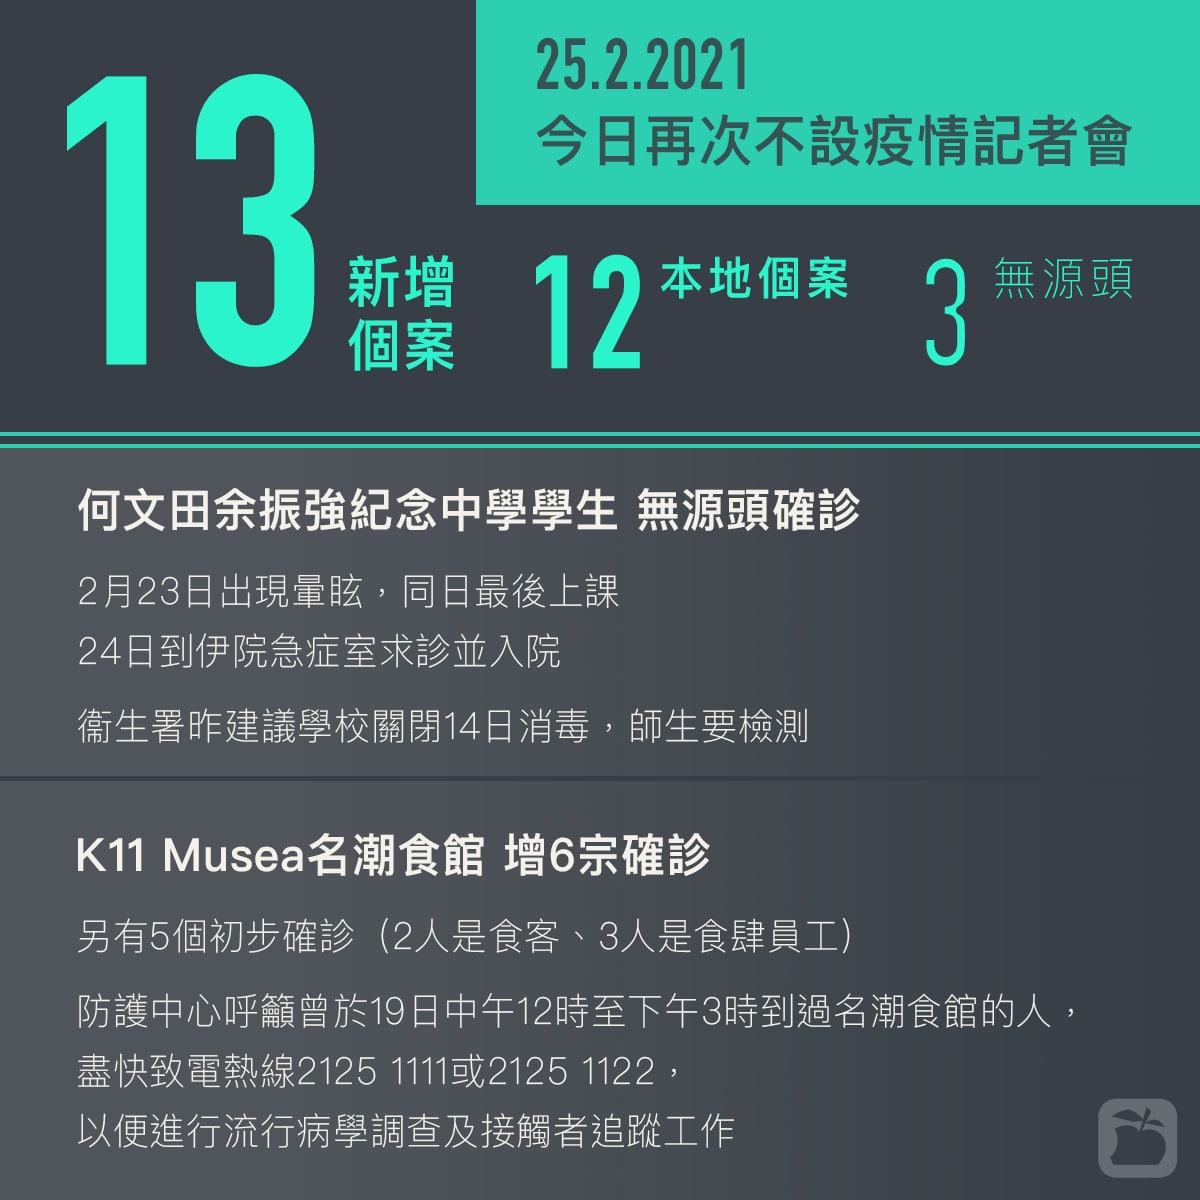 25.2.2021
今日再次不設疫情記者會
13 新增個案
12 本地個案
3 無源頭
何文田余振強紀念中學學生 無源頭確診
2月23日出現暈眩，同日最後上課
24日到伊院急症室求診並入院
衞生署昨建議學校關閉14日消毒，師生要檢測
K11 Musea名潮食館 增6宗確診
另有5個初步確診（2人是食客、3人是食肆員工）
防護中心呼籲曾於19日中午12時至下午3時到過名潮食館的人，
盡快致電熱線2125 1111或2125 1122，
以便進行流行病學調查及接觸者追蹤工作